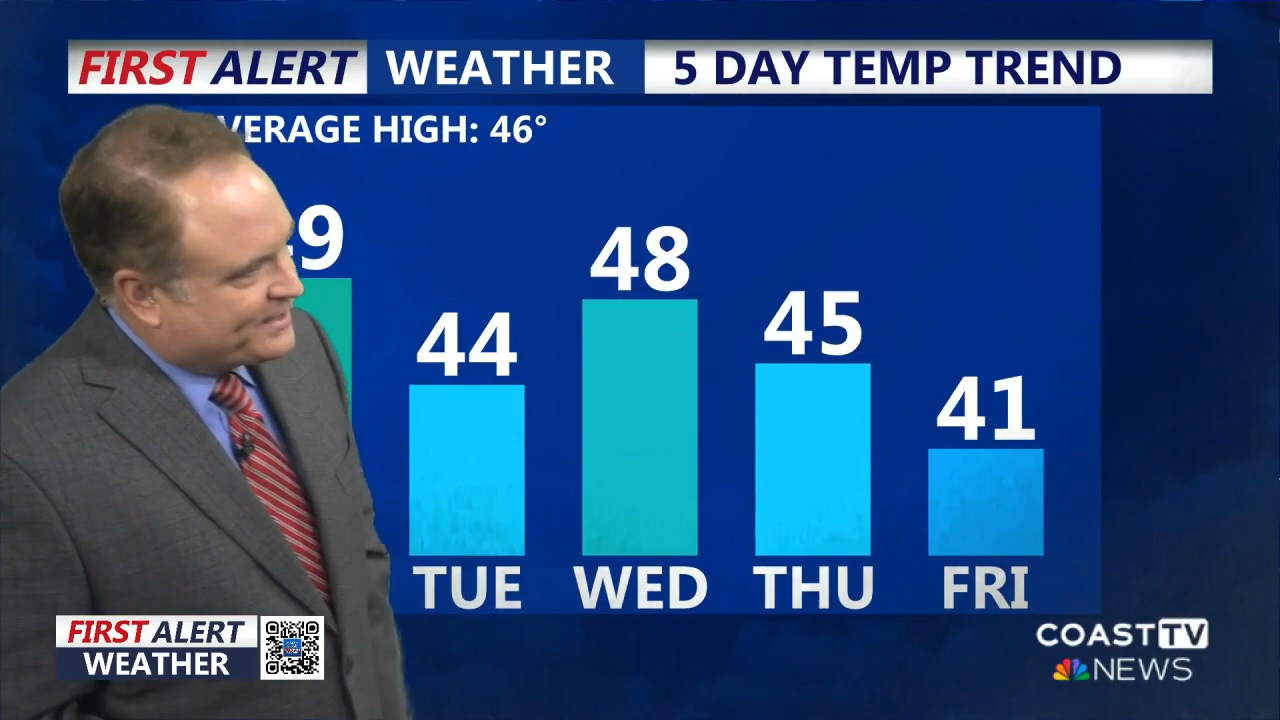 FIRST ALERT WEATHER 5 DAY TEMP TREND
VERAGE HIGH: 46°
9
44
48
45
41
TUE
WED
THU
FRI
FIRST ALERT
WEATHER
COAST TV
NEWS